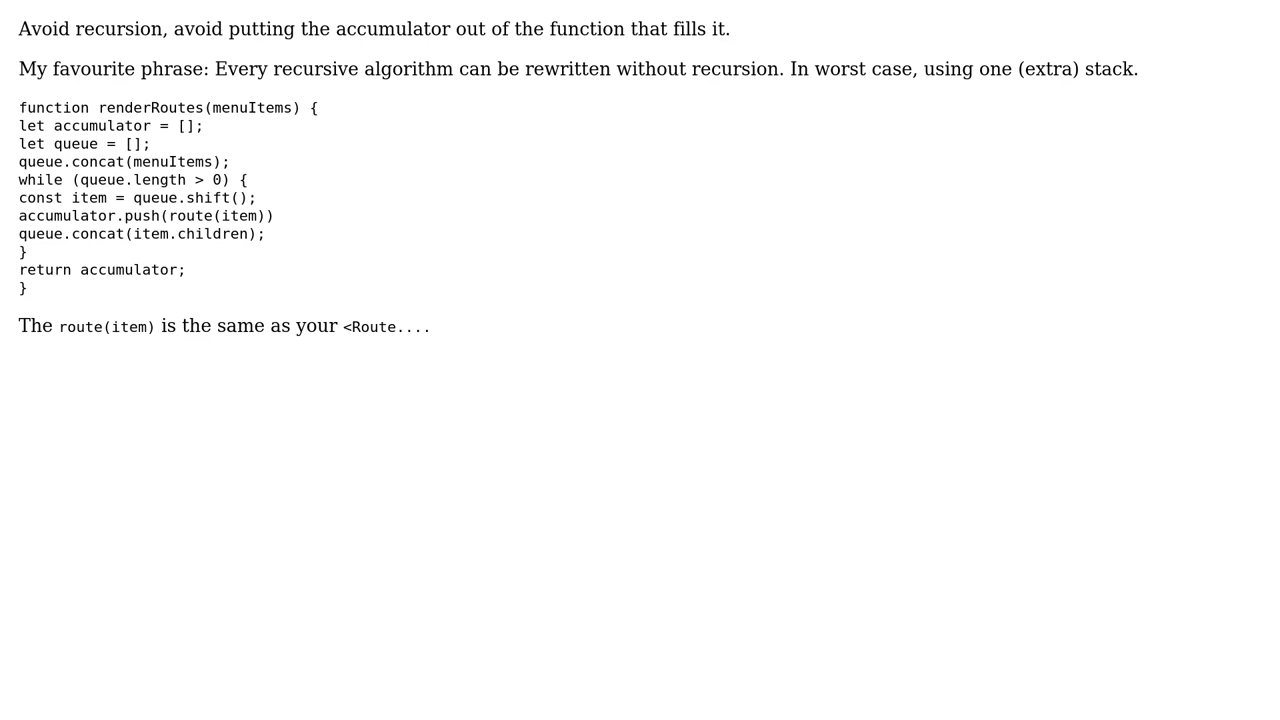 Avoid recursion, avoid putting the accumulator out of the function that fills it.
My favourite phrase: Every recursive algorithm can be rewritten without recursion. In worst case, using one (extra) stack.
function renderRoutes(menuItems) {
let accumulator = [];
let queue = [];
queue.concat(menuItems);
while (queue.length > 0) {
const item = queue.shift();
accumulator.push(route(item))
queue.concat(item.children);
}
return accumulator;
}
The route(item) is the same as your <Route....